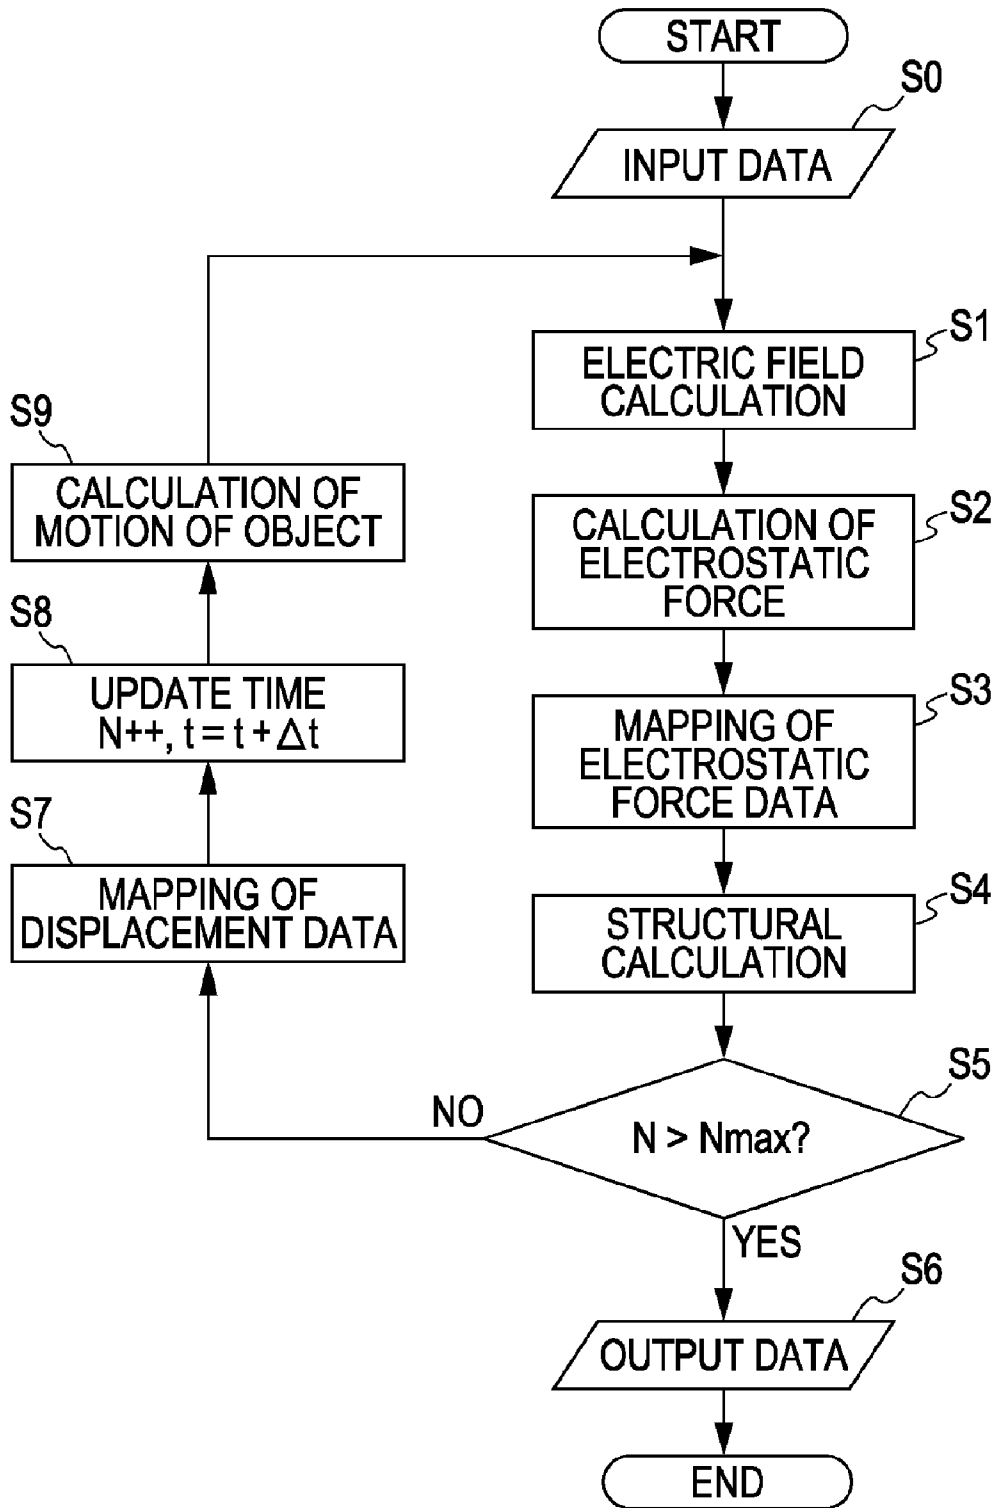 START
S0
INPUT DATA
S1
ELECTRIC FIELD
CALCULATION
S2
CALCULATION OF
ELECTROSTATIC
FORCE
S3
MAPPING OF
ELECTROSTATIC
FORCE DATA
S4
STRUCTURAL
CALCULATION
S5
N > Nmax?
NO
YES
S6
OUTPUT DATA
END
S7
MAPPING OF
DISPLACEMENT DATA
S8
UPDATE TIME
N++, t = t + Δt
S9
CALCULATION OF
MOTION OF OBJECT